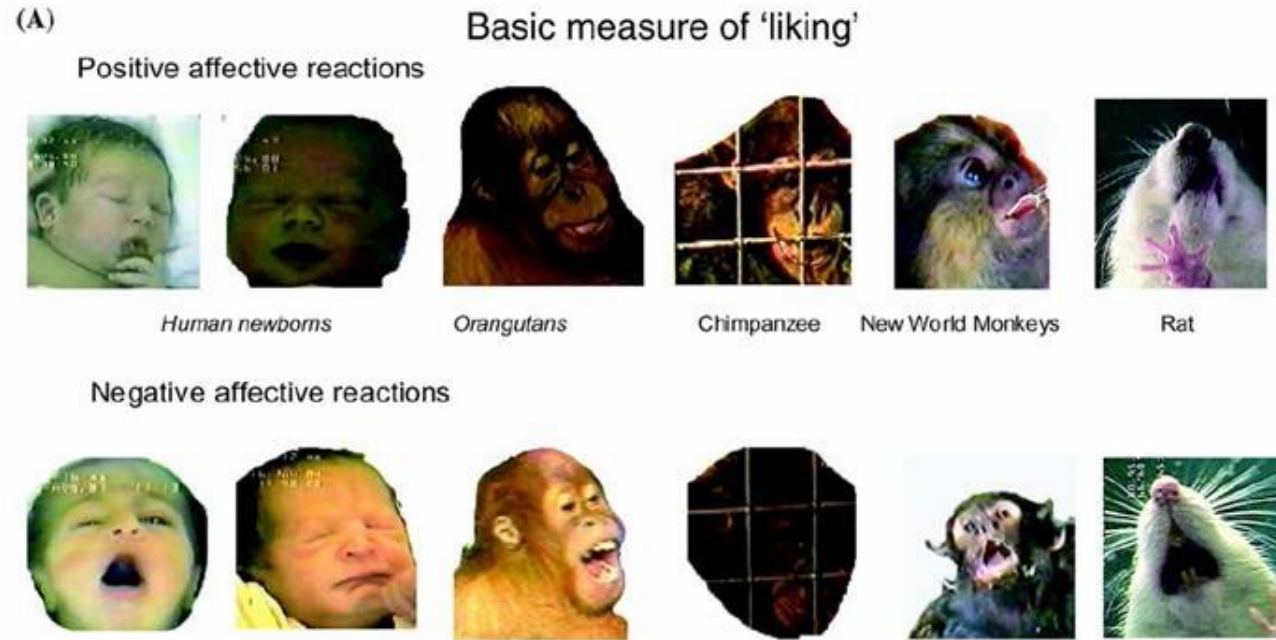 (A)
Basic measure of 'liking'
Positive affective reactions
Human newborns
Orangutans
Chimpanzee
New World Monkeys
Rat
Negative affective reactions